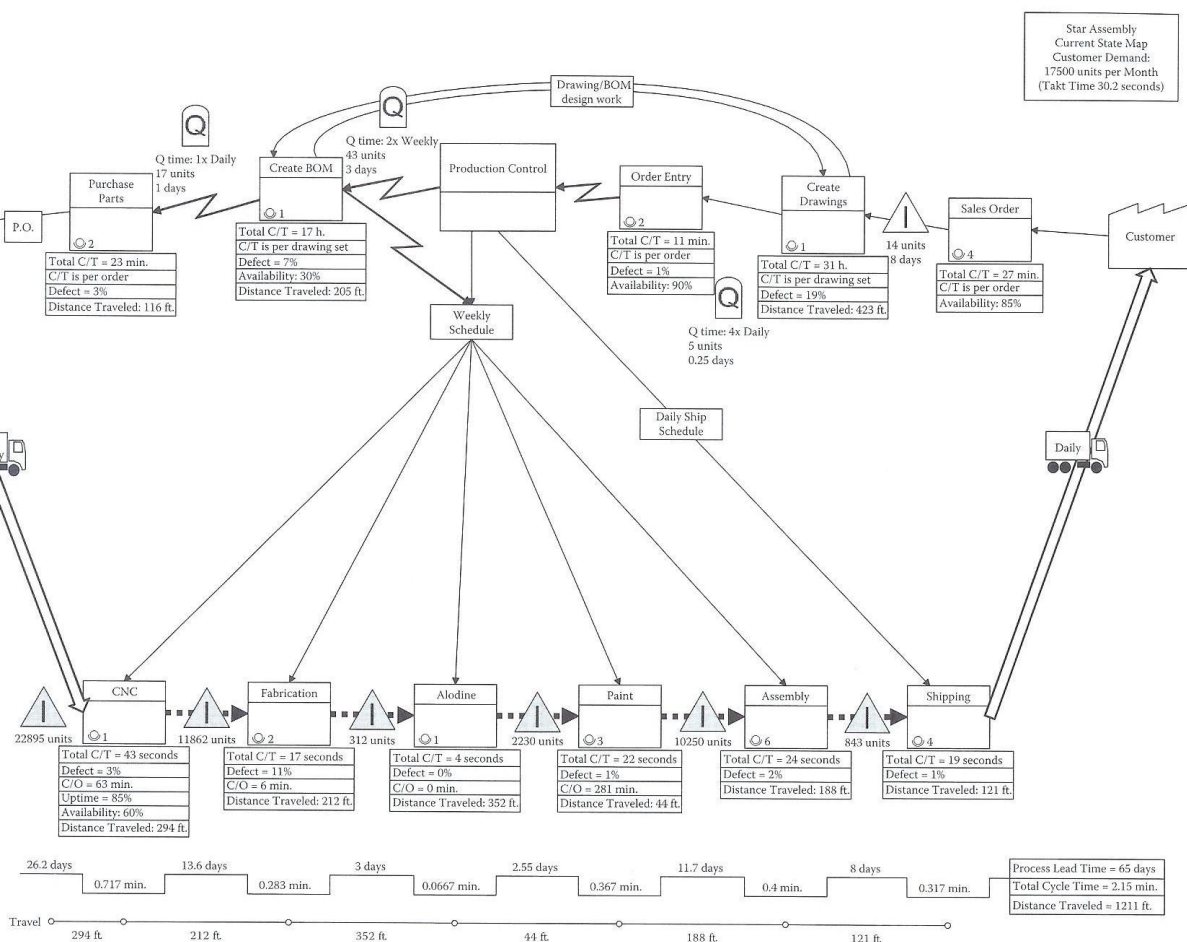 Star Assembly
Current State Map
Customer Demand:
17500 units per Month
(Takt Time 30.2 seconds)
Drawing/BOM
design work
Q
Q time: 1x Daily
17 units
1 days
Q
Q time: 2x Weekly
43 units
3 days
P.O.
Purchase
Parts
2
Total C/T = 23 min.
C/T is per order
Defect = 3%
Distance Traveled: 116 ft.
Create BOM
1
Total C/T = 17 h.
C/T is per drawing set
Defect = 7%
Availability: 30%
Distance Traveled: 205 ft.
Production Control
Order Entry
2
Total C/T = 11 min.
C/T is per order
Defect = 1%
Availability: 90%
Q
Q time: 4x Daily
5 units
0.25 days
Create
Drawings
1
Total C/T = 31 h.
C/T is per drawing set
Defect = 19%
Distance Traveled: 423 ft.
I
14 units
8 days
Sales Order
4
Total C/T = 27 min.
C/T is per order
Availability: 85%
Customer
Weekly
Schedule
Daily Ship
Schedule
y
Daily
I
22895 units
CNC
1
Total C/T = 43 seconds
Defect = 3%
C/O = 63 min.
Uptime = 85%
Availability: 60%
Distance Traveled: 294 ft.
I
11862 units
Fabrication
2
Total C/T = 17 seconds
Defect = 11%
C/O = 6 min.
Distance Traveled: 212 ft.
I
312 units
Alodine
1
Total C/T = 4 seconds
Defect = 0%
C/O = 0 min.
Distance Traveled: 352 ft.
I
2230 units
Paint
3
Total C/T = 22 seconds
Defect = 1%
C/O = 281 min.
Distance Traveled: 44 ft.
I
10250 units
Assembly
6
Total C/T = 24 seconds
Defect = 2%
Distance Traveled: 188 ft.
I
843 units
Shipping
4
Total C/T = 19 seconds
Defect = 1%
Distance Traveled: 121 ft.
26.2 days
0.717 min.
13.6 days
0.283 min.
3 days
0.0667 min.
2.55 days
0.367 min.
11.7 days
0.4 min.
8 days
0.317 min.
Process Lead Time = 65 days
Total Cycle Time = 2.15 min.
Distance Traveled = 1211 ft.
Travel
294 ft.
212 ft.
352 ft.
44 ft.
188 ft.
121 ft.